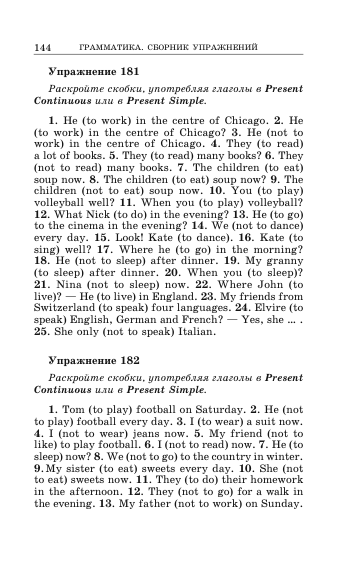 144 ГРАММАТИКА. СБОРНИК УПРАЖНЕНИЙ
Упражнение 181
Раскройте скобки, употребляя глаголы в Present
Continuous или в Present Simple.
1. He (to work) in the centre of Chicago. 2. He
(to work) in the centre of Chicago? 3. He (not to
work) in the centre of Chicago. 4. They (to read)
a lot of books. 5. They (to read) many books? 6. They
(not to read) many books. 7. The children (to eat)
soup now. 8. The children (to eat) soup now? 9. The
children (not to eat) soup now. 10. You (to play)
volleyball well? 11. When you (to play) volleyball?
12. What Nick (to do) in the evening? 13. He (to go)
to the cinema in the evening? 14. We (not to dance)
every day. 15. Look! Kate (to dance). 16. Kate (to
sing) well? 17. Where he (to go) in the morning?
18. He (not to sleep) after dinner. 19. My granny
(to sleep) after dinner. 20. When you (to sleep)?
21. Nina (not to sleep) now. 22. Where John (to
live)? — He (to live) in England. 23. My friends from
Switzerland (to speak) four languages. 24. Elvire (to
speak) English, German and French? — Yes, she ... .
25. She only (not to speak) Italian.
Упражнение 182
Раскройте скобки, употребляя глаголы в Present
Continuous или в Present Simple.
1. Tom (to play) football on Saturday. 2. He (not
to play) football every day. 3. I (to wear) a suit now.
4. I (not to wear) jeans now. 5. My friend (not to
like) to play football. 6. I (not to read) now. 7. He (to
sleep) now? 8. We (not to go) to the country in winter.
9. My sister (to eat) sweets every day. 10. She (not
to eat) sweets now. 11. They (to do) their homework
in the afternoon. 12. They (not to go) for a walk in
the evening. 13. My father (not to work) on Sunday.